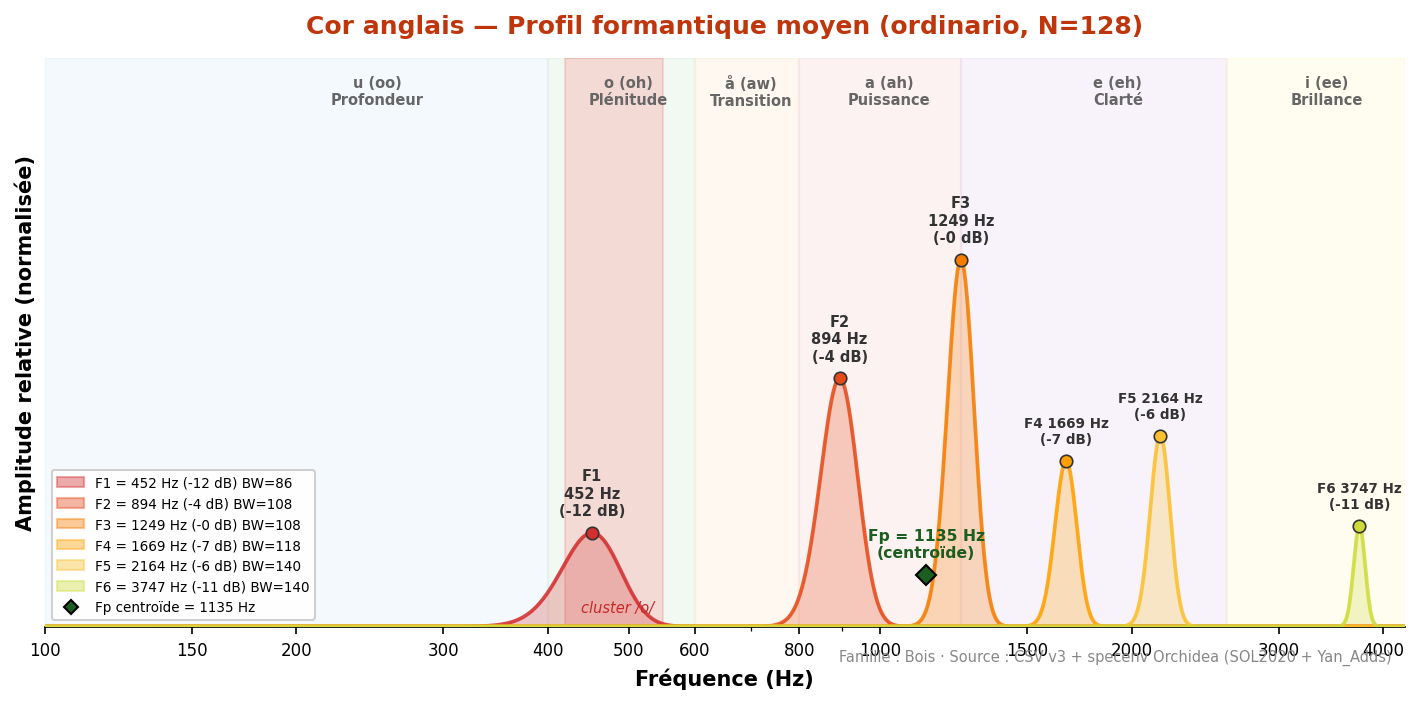 Cor anglais — Profil formantique moyen (ordinario, N=128)
u (oo)
Profondeur
o (oh)
Plénitude
å (aw)
Transition
a (ah)
Puissance
e (eh)
Clarté
i (ee)
Brillance
Amplitude relative (normalisée)
F1
452 Hz
(-12 dB)
F2
894 Hz
(-4 dB)
F3
1249 Hz
(-0 dB)
F4 1669 Hz
(-7 dB)
F5 2164 Hz
(-6 dB)
F6 3747 Hz
(-11 dB)
Fp = 1135 Hz
(centroïde)
cluster /o/
F1 = 452 Hz (-12 dB) BW=86
F2 = 894 Hz (-4 dB) BW=108
F3 = 1249 Hz (-0 dB) BW=108
F4 = 1669 Hz (-7 dB) BW=118
F5 = 2164 Hz (-6 dB) BW=140
F6 = 3747 Hz (-11 dB) BW=140
Fp centroïde = 1135 Hz
100 150 200 300 400 500 600 800 1000 1500 2000 3000 4000
Famille : Bois · Source : CSV v3 + specenv Orchidea (SOL2020 + Yan_Adds)
Fréquence (Hz)